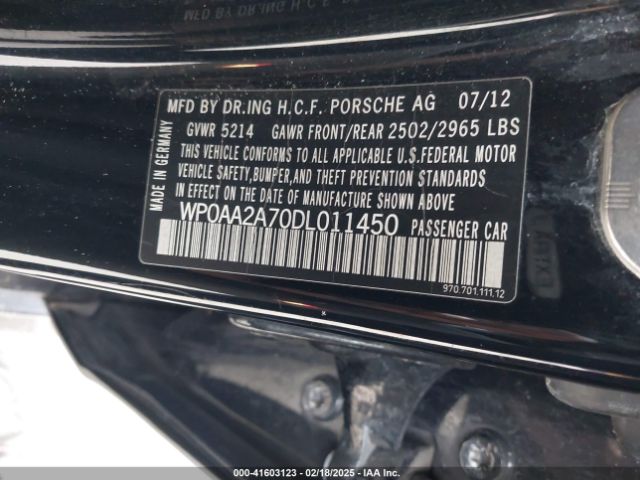 MFD BY DR.ING H.C.F. PORSCHE AG 07/12
GVWR 5214 GAWR FRONT/REAR 2502/2965 LBS
THIS VEHICLE CONFORMS TO ALL APPLICABLE U.S.FEDERAL MOTOR
VEHICLE SAFETY,BUMPER,AND THEFT PREVENTION STANDARDS
IN EFFECT ON THE DATE OF MANUFACTURE SHOWN ABOVE
WP0AA2A70DL011450 PASSENGER CAR
MADE IN GERMANY
970.701.111.12
000-41603123 - 02/18/2025 - IAA Inc.